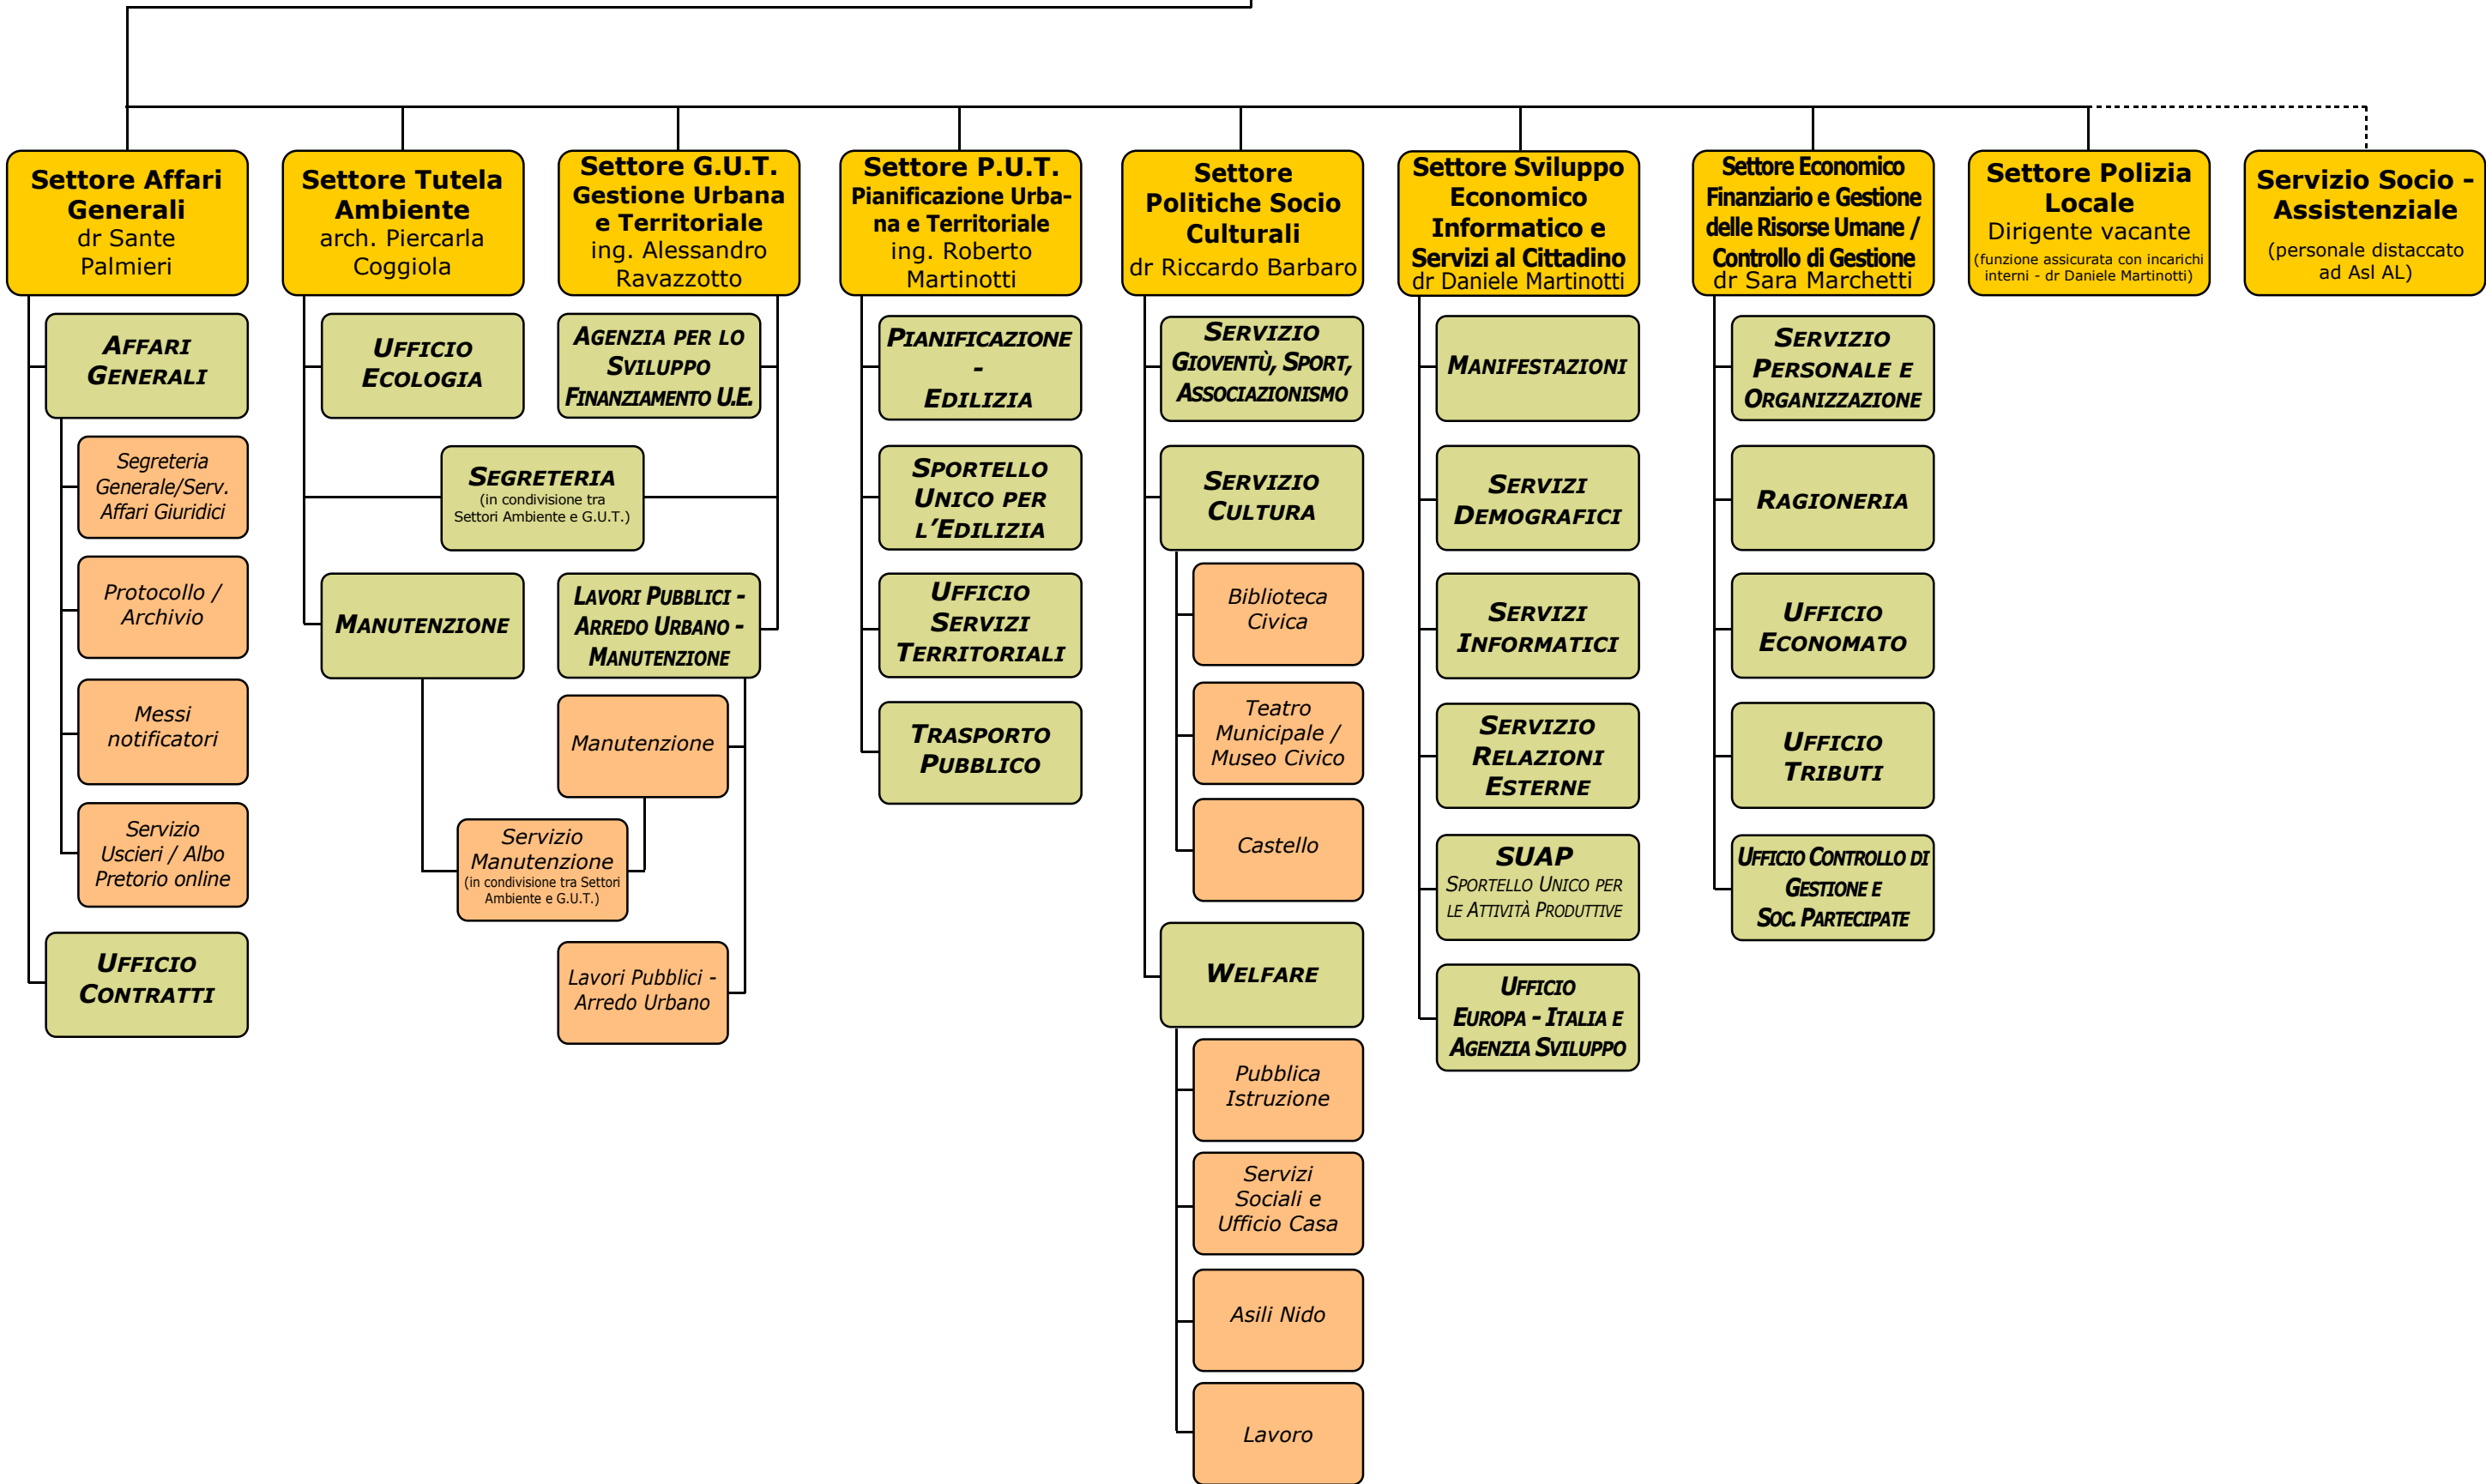 Settore Affari
Generali
dr Sante
Palmieri
Settore Tutela
Ambiente
arch. Piercarla
Coggiola
Settore G.U.T.
Gestione Urbana
e Territoriale
ing. Alessandro
Ravazzotto
Settore P.U.T.
Pianificazione Urba-
na e Territoriale
ing. Roberto
Martinotti
Settore
Politiche Socio
Culturali
dr Riccardo Barbaro
Settore Sviluppo
Economico
Informatico e
Servizi al Cittadino
dr Daniele Martinotti
Settore Economico
Finanziario e Gestione
delle Risorse Umane /
Controllo di Gestione
dr Sara Marchetti
Settore Polizia
Locale
Dirigente vacante
(funzione assicurata con incarichi
interni - dr Daniele Martinotti)
Servizio Socio -
Assistenziale
(personale distaccato
ad Asl AL)
AFFARI
GENERALI
Segreteria
Generale/Serv.
Affari Giuridici
Protocollo /
Archivio
Messi
notificatori
Servizio
Uscieri / Albo
Pretorio online
UFFICIO
CONTRATTI
UFFICIO
ECOLOGIA
SEGRETERIA
(in condivisione tra
Settori Ambiente e G.U.T.)
MANUTENZIONE
Servizio
Manutenzione
(in condivisione tra Settori
Ambiente e G.U.T.)
AGENZIA PER LO
SVILUPPO
FINANZIAMENTO U.E.
LAVORI PUBBLICI -
ARREDO URBANO -
MANUTENZIONE
Manutenzione
Lavori Pubblici -
Arredo Urbano
PIANIFICAZIONE
-
EDILIZIA
SPORTELLO
UNICO PER
L'EDILIZIA
UFFICIO
SERVIZI
TERRITORIALI
TRASPORTO
PUBBLICO
SERVIZIO
GIOVENTÙ, SPORT,
ASSOCIAZIONISMO
SERVIZIO
CULTURA
Biblioteca
Civica
Teatro
Municipale /
Museo Civico
Castello
WELFARE
Pubblica
Istruzione
Servizi
Sociali e
Ufficio Casa
Asili Nido
Lavoro
MANIFESTAZIONI
SERVIZI
DEMOGRAFICI
SERVIZI
INFORMATICI
SERVIZIO
RELAZIONI
ESTERNE
SUAP
SPORTELLO UNICO PER
LE ATTIVITÀ PRODUTTIVE
UFFICIO
EUROPA - ITALIA E
AGENZIA SVILUPPO
SERVIZIO
PERSONALE E
ORGANIZZAZIONE
RAGIONERIA
UFFICIO
ECONOMATO
UFFICIO
TRIBUTI
UFFICIO CONTROLLO DI
GESTIONE E
SOC. PARTECIPATE